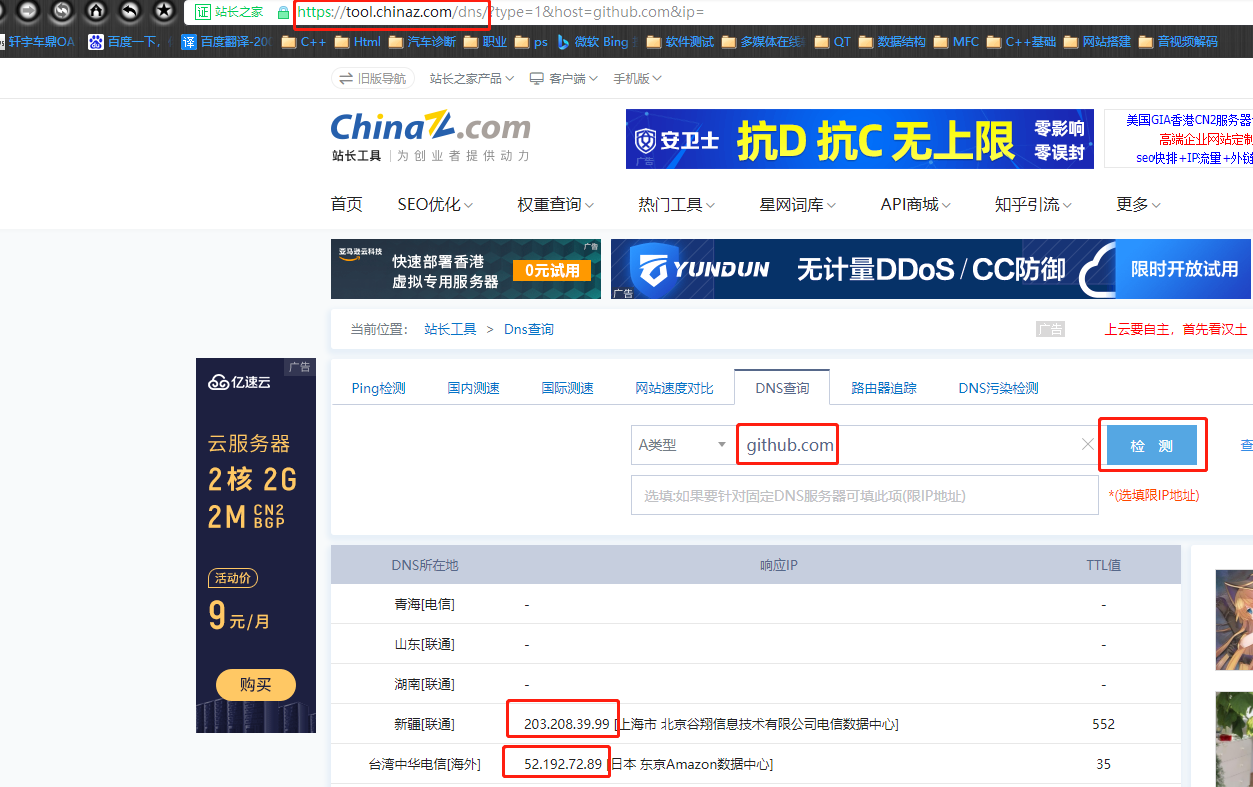 站长之家 https://tool.chinaz.com/dns/?type=1&host=github.com&ip=
轩宇车鼎OA 百度一下， 百度翻译-200 C++ Html 汽车诊断 职业 ps 微软 Bing 软件测试 多媒体在线 QT 数据结构 MFC C++基础 网站搭建 音视频解码
旧版导航 站长之家产品 客户端 手机版
ChinaZ.com
站长工具 为创业者提供动力
安卫士 抗D 抗C 无上限 零影响 零误封
广告
美国GIA香港CN2服务器
高端企业网站定制
seo快排+IP流量+外链
首页 SEO优化 权重查询 热门工具 星网词库 API商城 知乎引流 更多
亚马逊云科技 快速部署香港 虚拟专用服务器 0元试用 广告
YUNDUN 无计量DDoS / CC防御 限时开放试用
广告
当前位置： 站长工具 > Dns查询 广告 上云要自主，首先看汉土
广告
亿速云
云服务器
2核 2G
2M CN2 BGP
活动价
9元/月
购买
Ping检测 国内测速 国际测速 网站速度对比 DNS查询 路由器追踪 DNS污染检测
A类型 github.com 检 测 查
选填:如果要针对固定DNS服务器可填此项(限IP地址) *(选填限IP地址)
DNS所在地 响应IP TTL值
青海[电信] - -
山东[联通] - -
湖南[联通] - -
新疆[联通] 203.208.39.99 [上海市 北京谷翔信息技术有限公司电信数据中心] 552
台湾中华电信[海外] 52.192.72.89 [日本 东京Amazon数据中心] 35